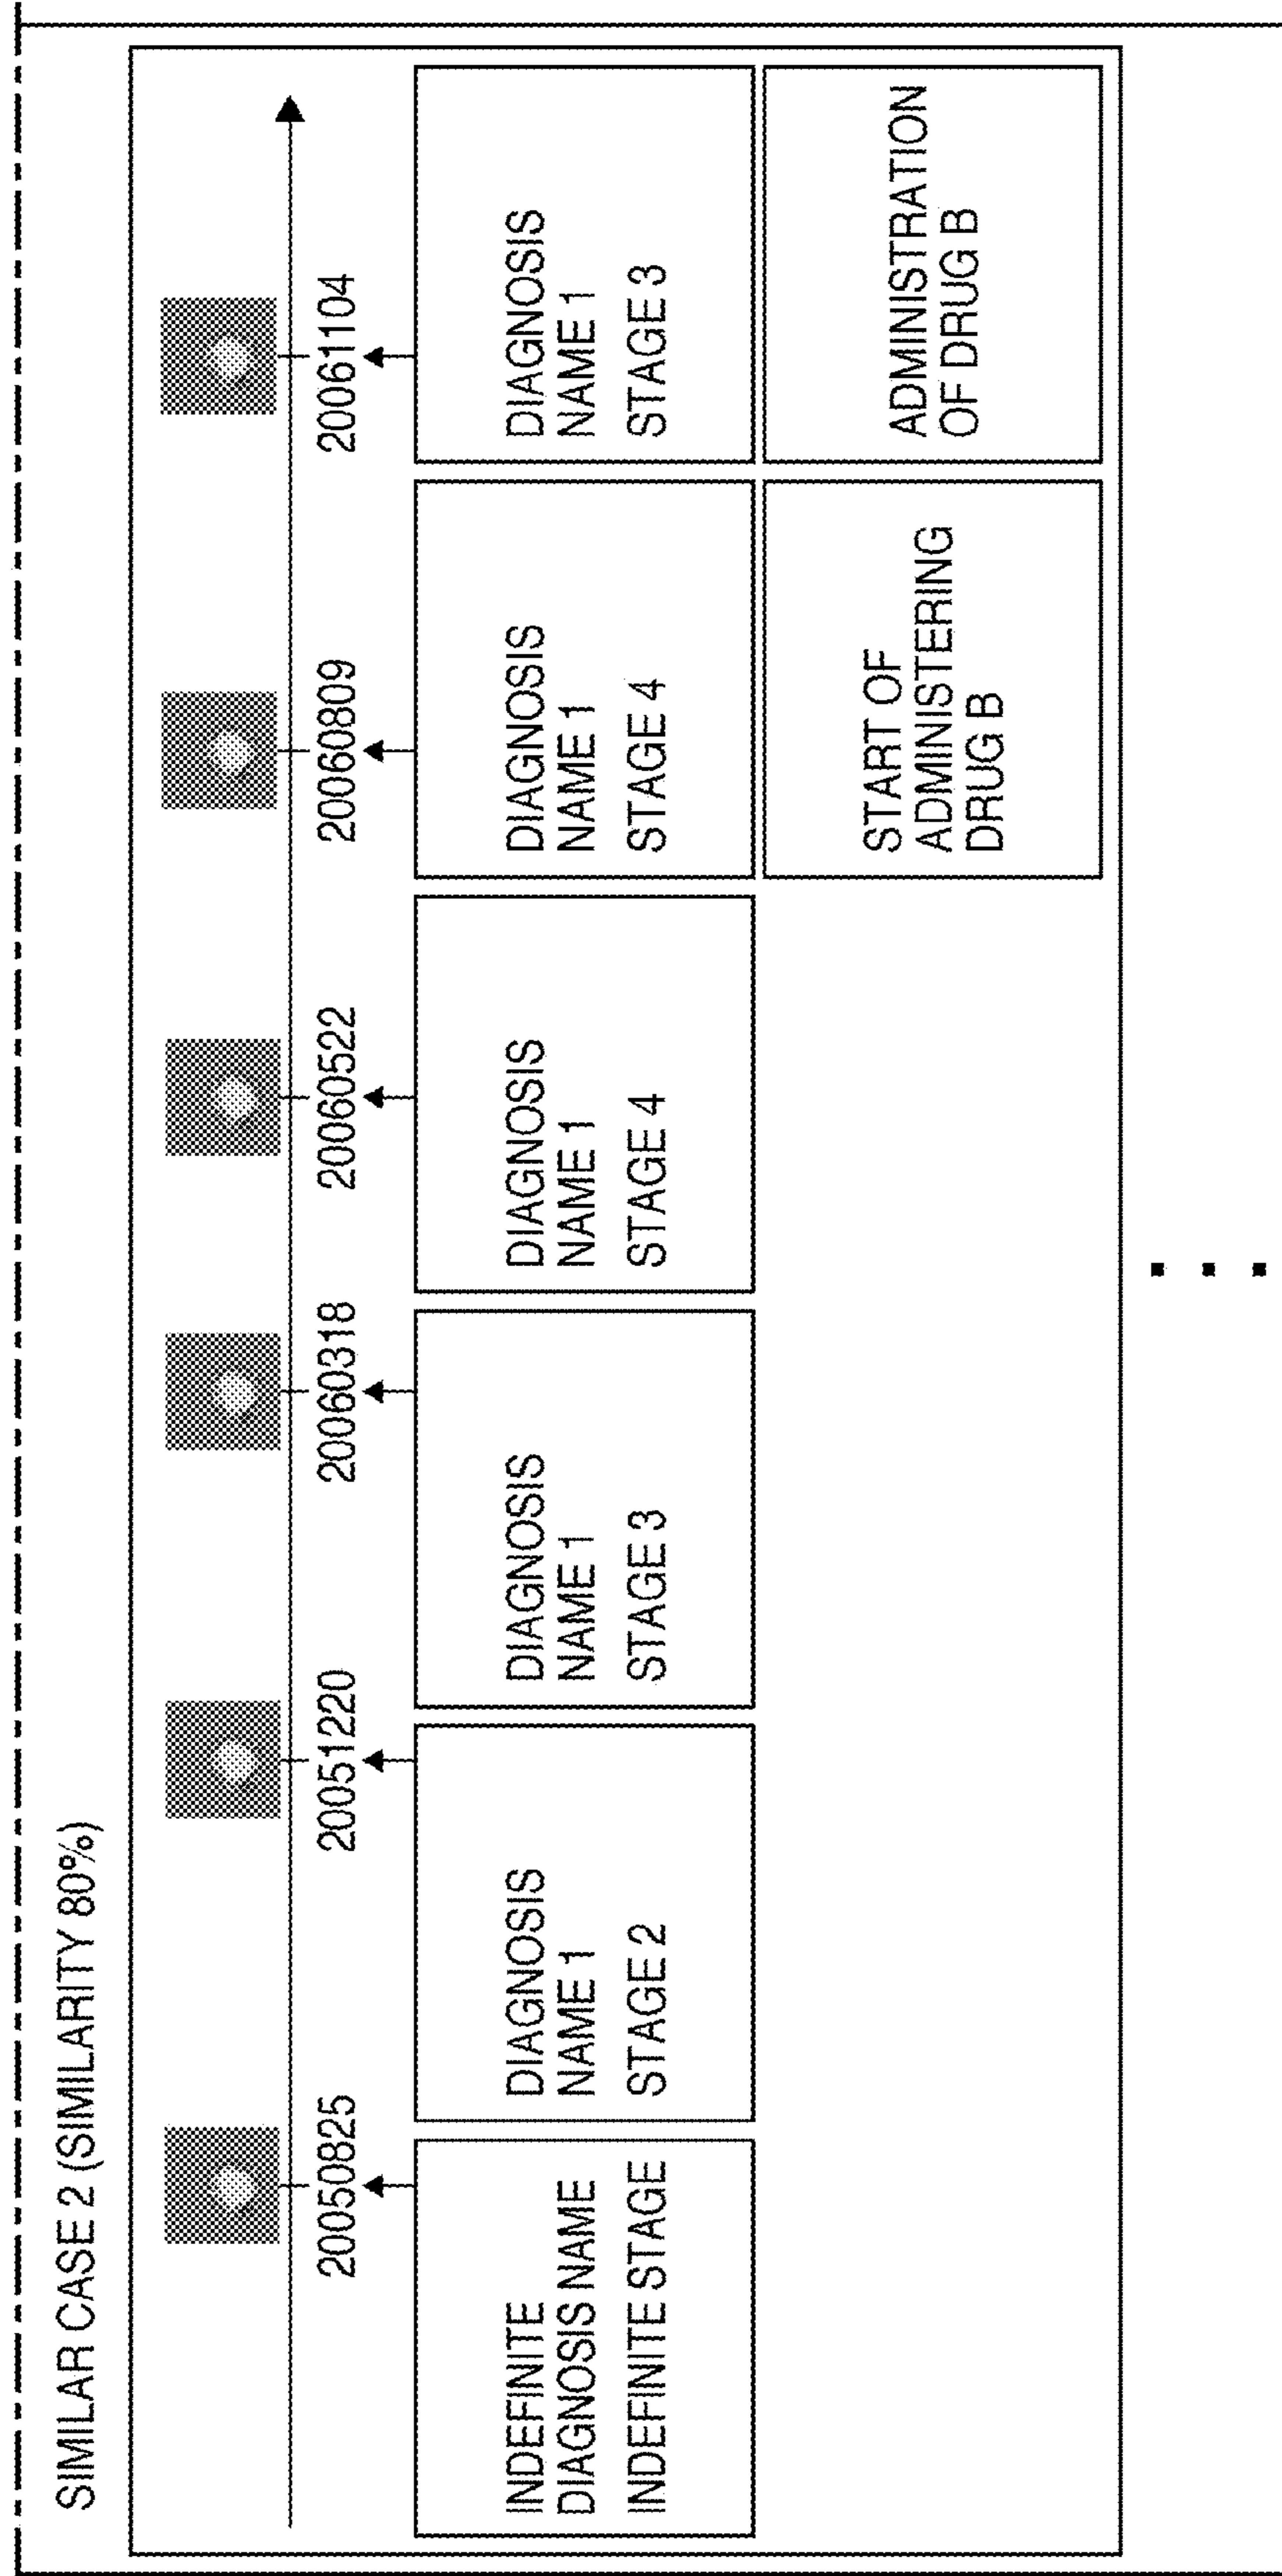 SIMILAR CASE 2 (SIMILARITY 80%)
20050825
20051220
20060318
20060522
20060809
20061104
INDEFINITE
DIAGNOSIS NAME
INDEFINITE STAGE
DIAGNOSIS
NAME 1
STAGE 2
DIAGNOSIS
NAME 1
STAGE 3
DIAGNOSIS
NAME 1
STAGE 4
DIAGNOSIS
NAME 1
STAGE 4
DIAGNOSIS
NAME 1
STAGE 3
START OF
ADMINISTERING
DRUG B
ADMINISTRATION
OF DRUG B